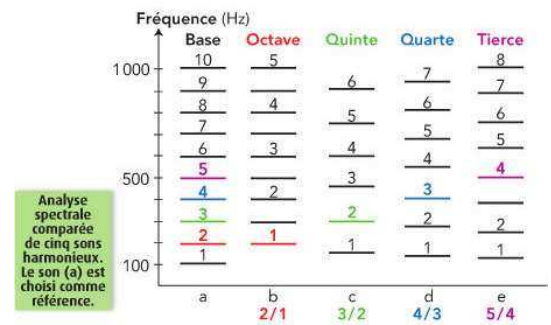 Fréquence (Hz)
Base Octave Quinte Quarte Tierce
10 5 7 8
1000
9 6 7
8 4 5 6 6
7 5 5
6 3 4 4
5 4
500 3
4 2 3
3 2 2 2
2 1
1 1 1 1
100
a b c d e
2/1 3/2 4/3 5/4
Analyse
spectrale
comparée
de cinq sons
harmonieux.
Le son (a) est
choisi comme
référence.